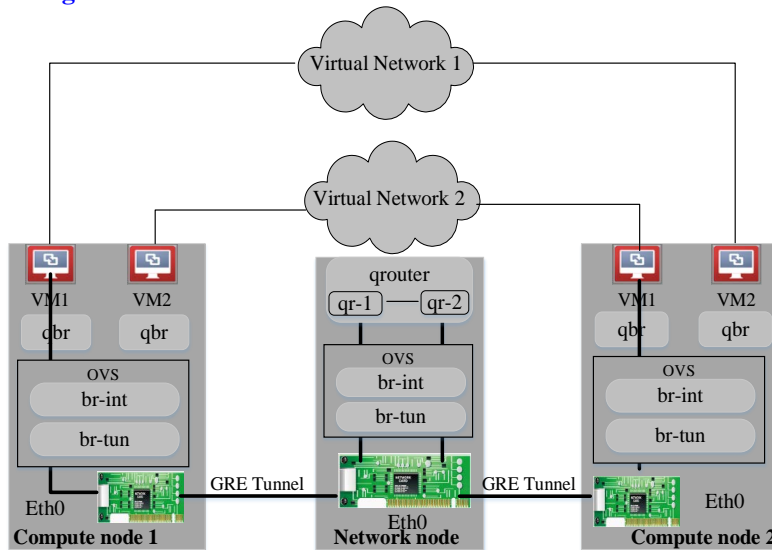 Virtual Network 1
Virtual Network 2
VM1
VM2
qbr
qbr
OVS
br-int
br-tun
Eth0
Compute node 1
GRE Tunnel
qrouter
qr-1
qr-2
OVS
br-int
br-tun
NETWORK
CARD
Eth0
Network node
GRE Tunnel
VM1
VM2
qbr
qbr
OVS
br-int
br-tun
Eth0
Compute node 2